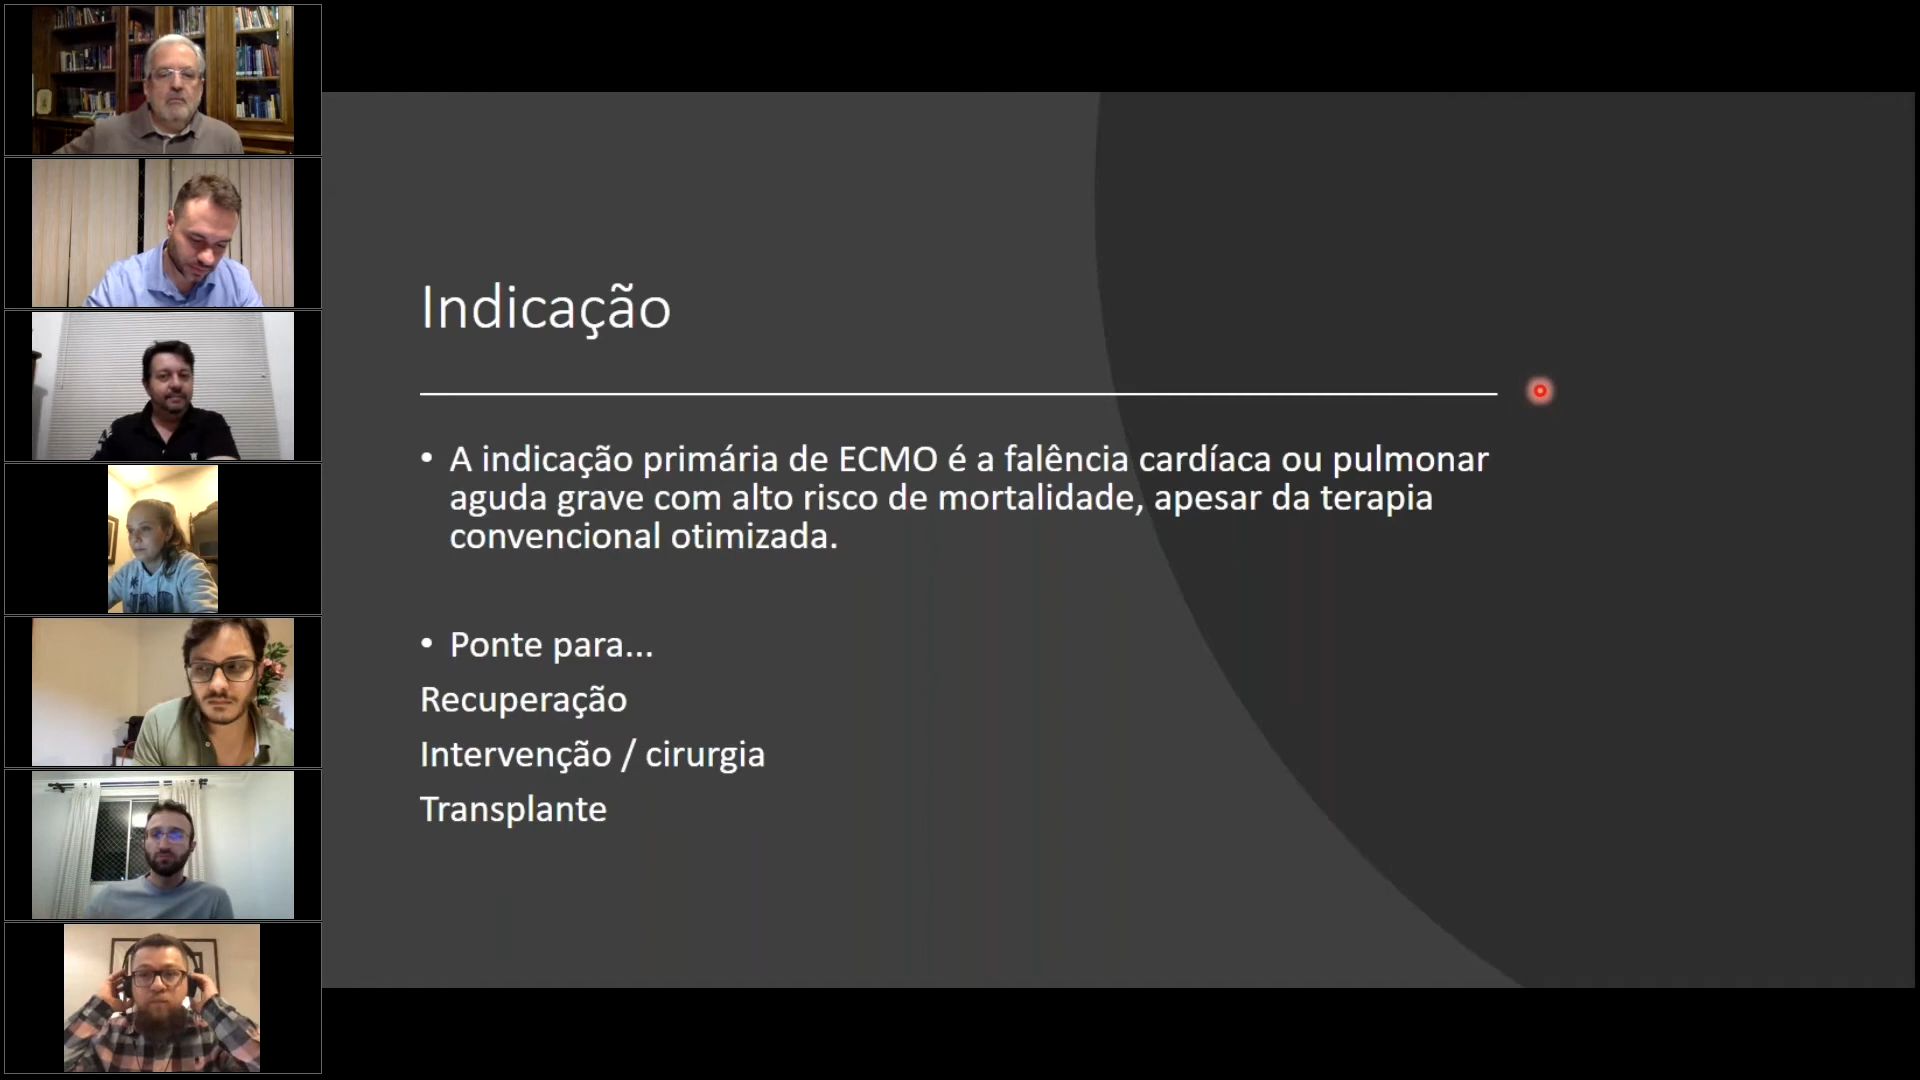 Indicação
• A indicação primária de ECMO é a falência cardíaca ou pulmonar
aguda grave com alto risco de mortalidade, apesar da terapia
convencional otimizada.
• Ponte para...
Recuperação
Intervenção / cirurgia
Transplante